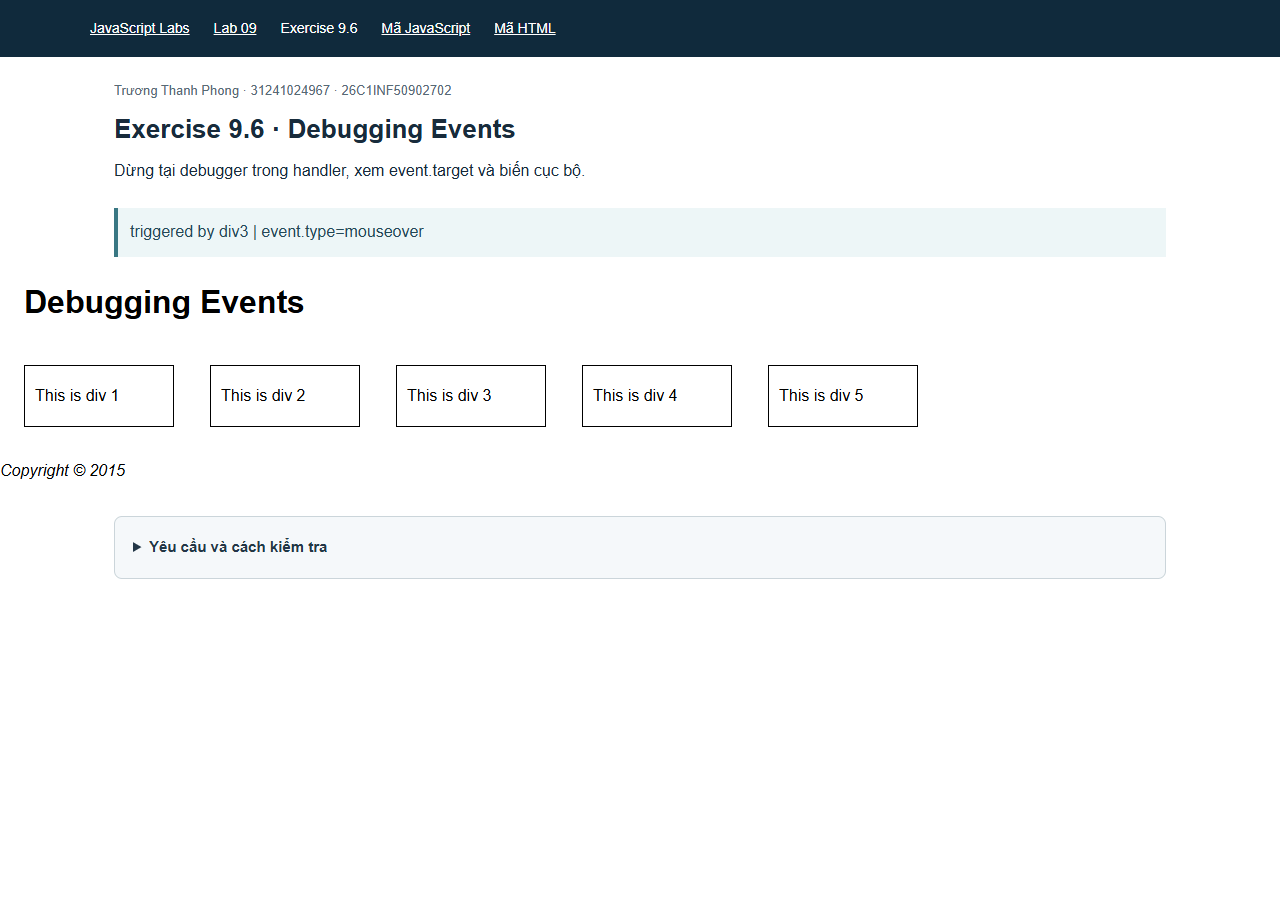 JavaScript Labs Lab 09 Exercise 9.6 Mã JavaScript Mã HTML
Trương Thanh Phong · 31241024967 · 26C1INF50902702
Exercise 9.6 · Debugging Events
Dừng tại debugger trong handler, xem event.target và biến cục bộ.
triggered by div3 | event.type=mouseover
Debugging Events
This is div 1 This is div 2 This is div 3 This is div 4 This is div 5
Copyright © 2015
Yêu cầu và cách kiểm tra